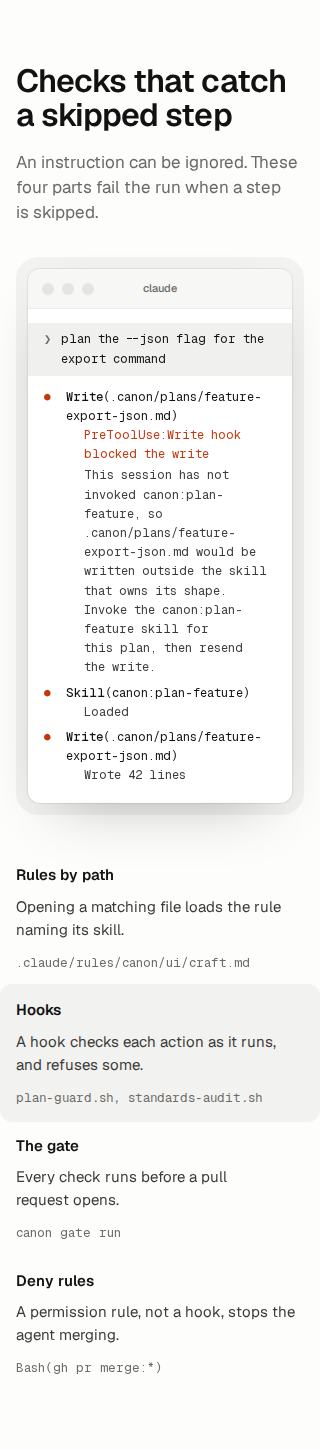 Checks that catch
a skipped step
An instruction can be ignored. These
four parts fail the run when a step
is skipped.
claude
❯ plan the --json flag for the
export command
● Write(.canon/plans/feature-
export-json.md)
PreToolUse:Write hook
blocked the write
This session has not
invoked canon:plan-
feature, so
.canon/plans/feature-
export-json.md would be
written outside the skill
that owns its shape.
Invoke the canon:plan-
feature skill for
this plan, then resend
the write.
● Skill(canon:plan-feature)
Loaded
● Write(.canon/plans/feature-
export-json.md)
Wrote 42 lines
Rules by path
Opening a matching file loads the rule
naming its skill.
.claude/rules/canon/ui/craft.md
Hooks
A hook checks each action as it runs,
and refuses some.
plan-guard.sh, standards-audit.sh
The gate
Every check runs before a pull
request opens.
canon gate run
Deny rules
A permission rule, not a hook, stops the
agent merging.
Bash(gh pr merge:*)